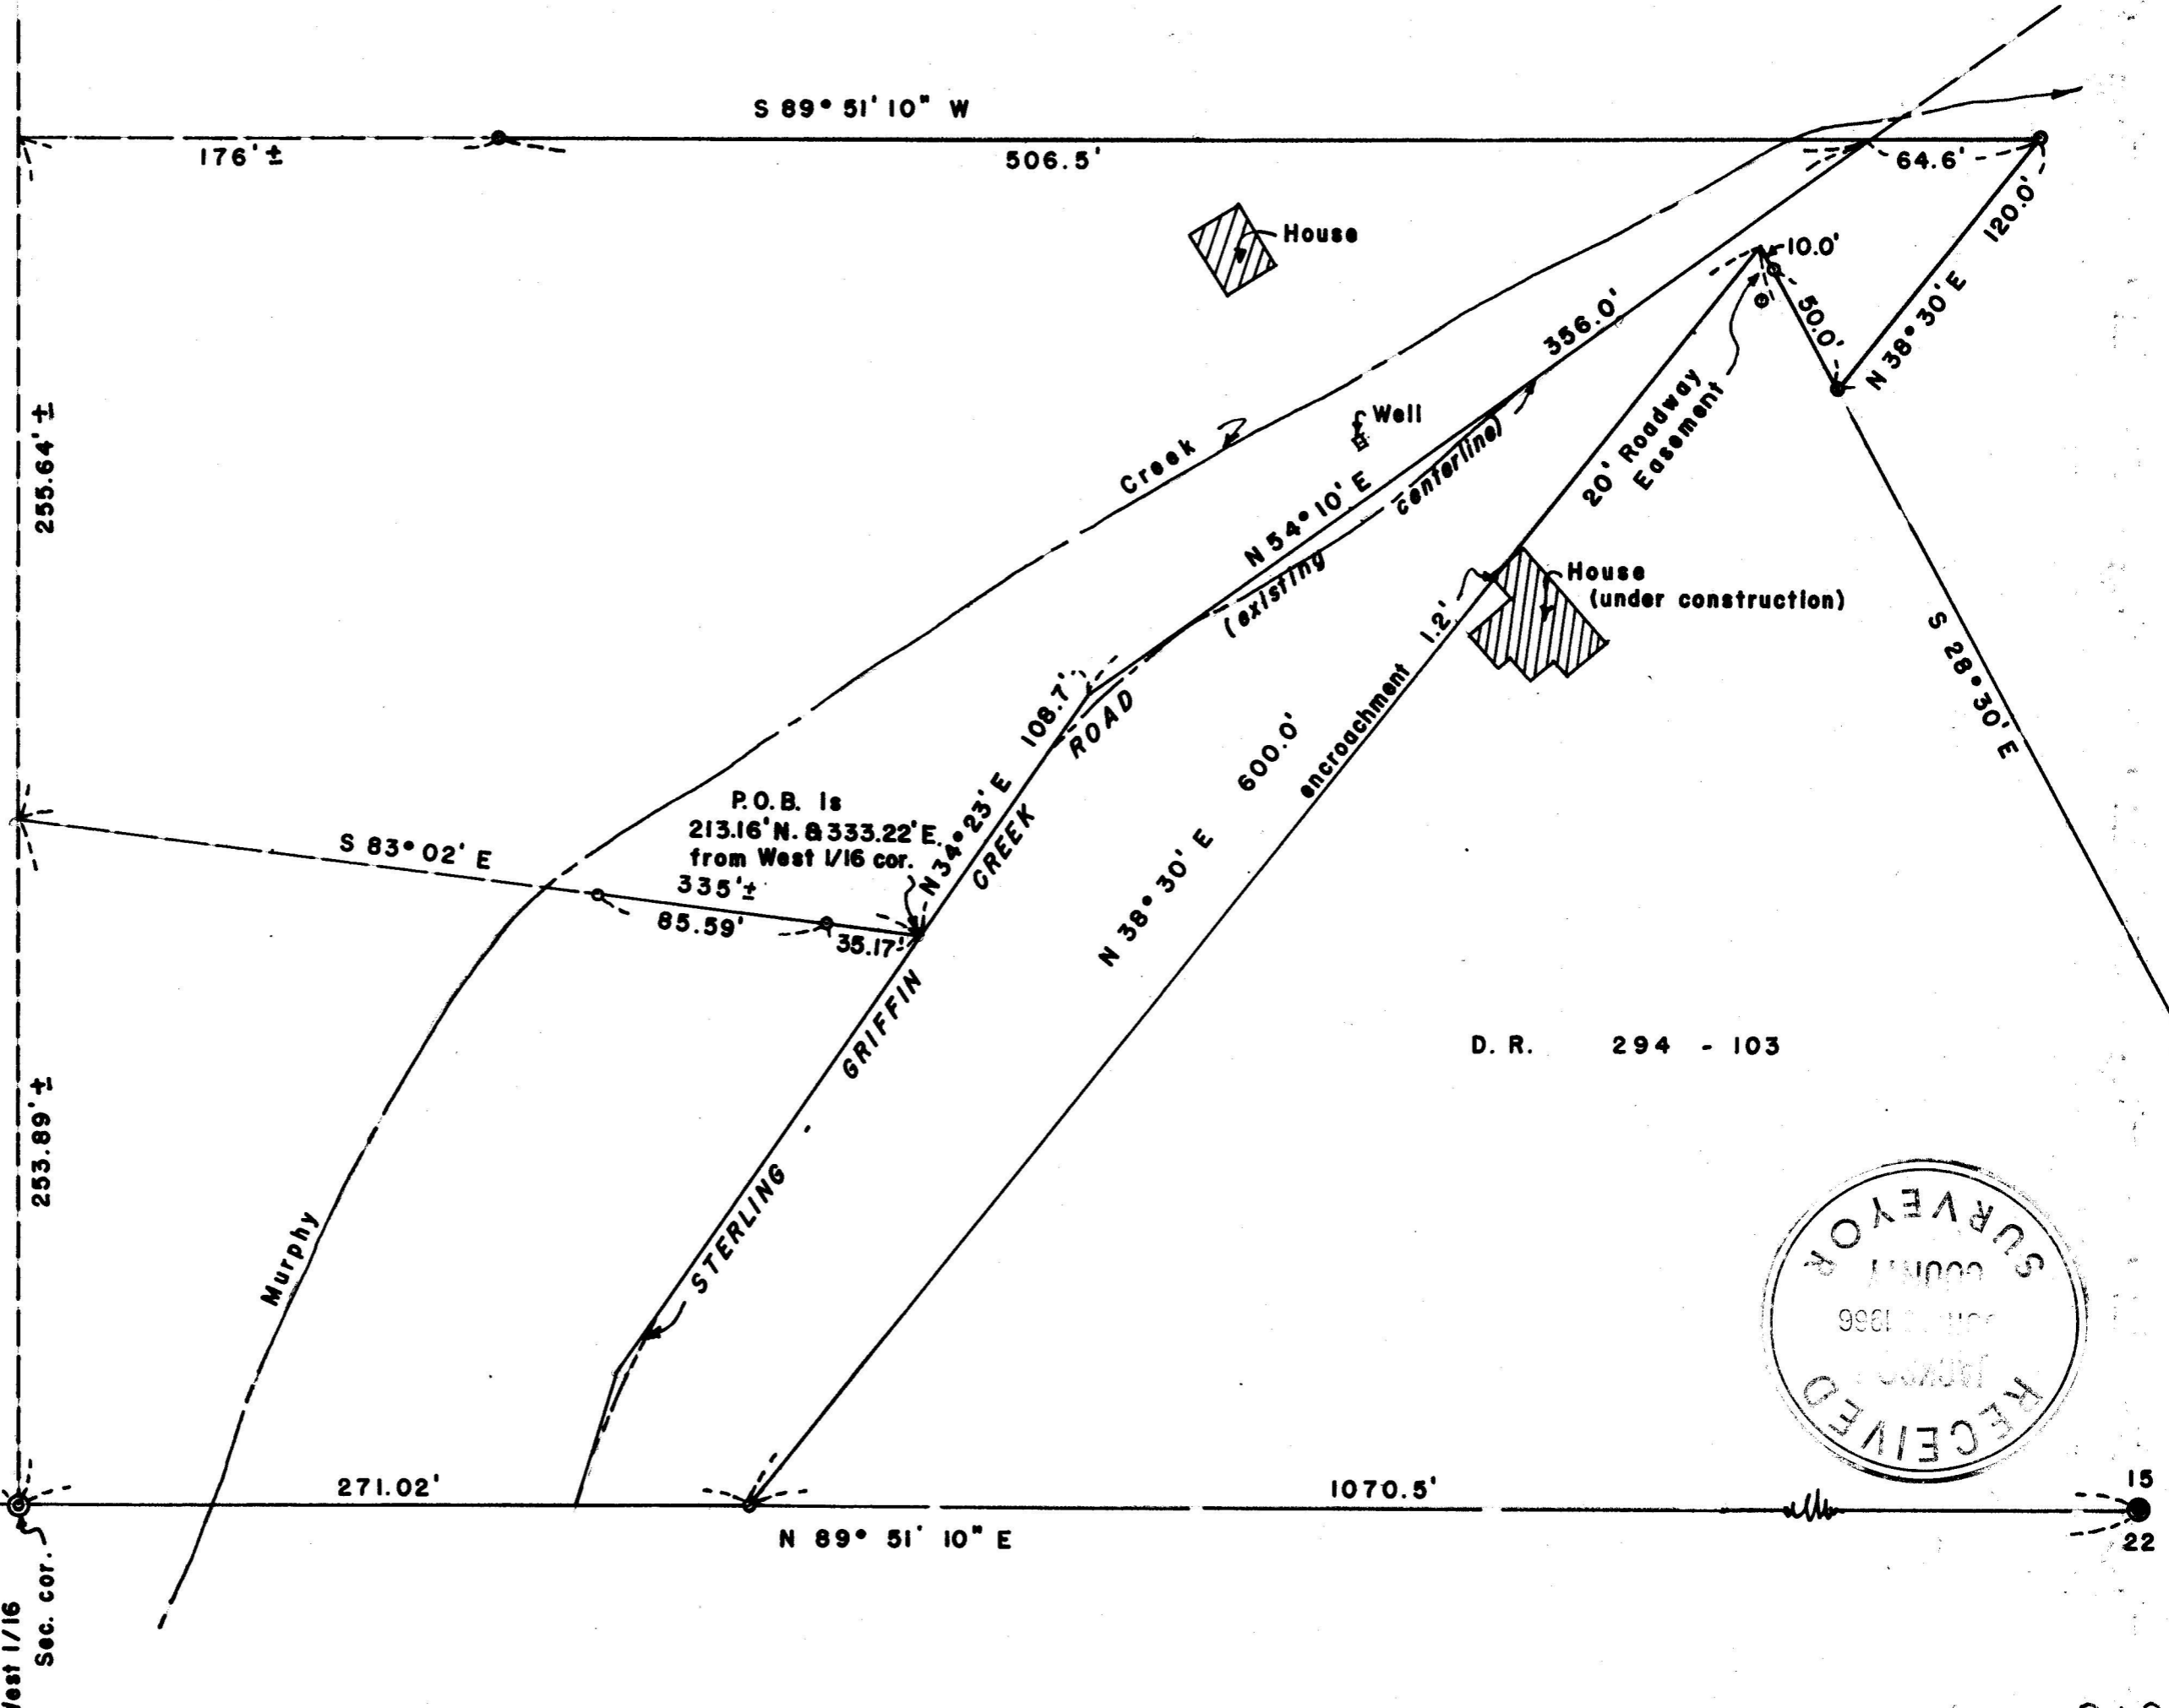 S 89° 51' 10" W
176' ±
506.5'
64.6'
120.0'
N 38° 30' E
10.0'
50.0'
House
356.0'
20' Roadway
Easement
255.64' ±
Well
Creek
N 54° 10' E
(existing centerline)
House
(under construction)
1.2'
encroachment
S 28° 30' E
108.7'
ROAD
600.0'
P.O.B. is
213.16' N. & 333.22' E.
from West 1/16 cor.
S 83° 02' E
335' ±
85.59'
35.17'
N 34° 23' E
CREEK
N 38° 30' E
GRIFFIN
D. R. 294 - 103
253.89' ±
Murphy
STERLING
SURVEYOR
COUNTY
1966
RECEIVED
271.02'
1070.5'
15
N 89° 51' 10" E
22
1/16
Sec. cor.